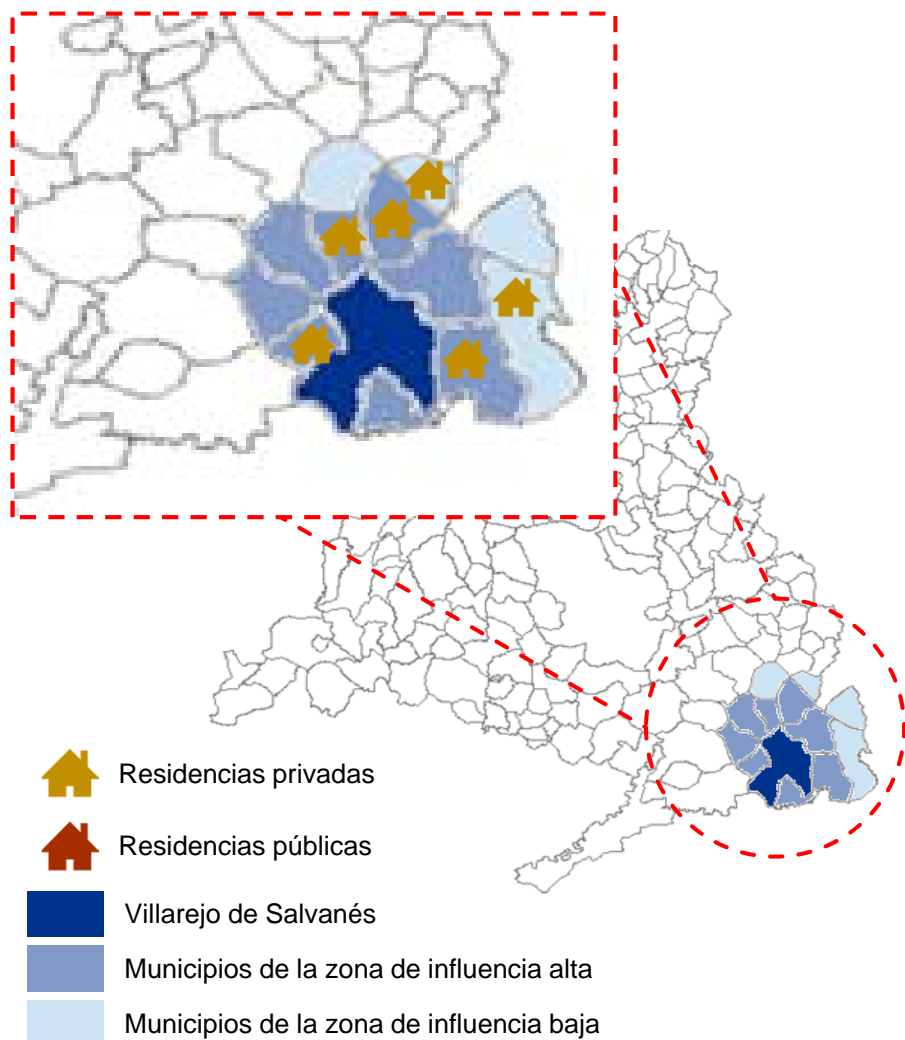 Residencias privadas
Residencias públicas
Villarejo de Salvanés
Municipios de la zona de influencia alta
Municipios de la zona de influencia baja